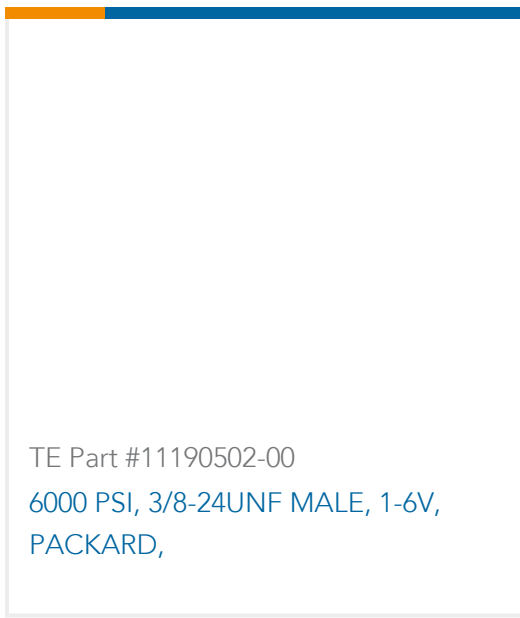 TE Part #11190502-00
6000 PSI, 3/8-24UNF MALE, 1-6V,
PACKARD,